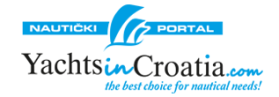 NAUTIČKI PORTAL
YachtsinCroatia.com
the best choice for nautical needs!